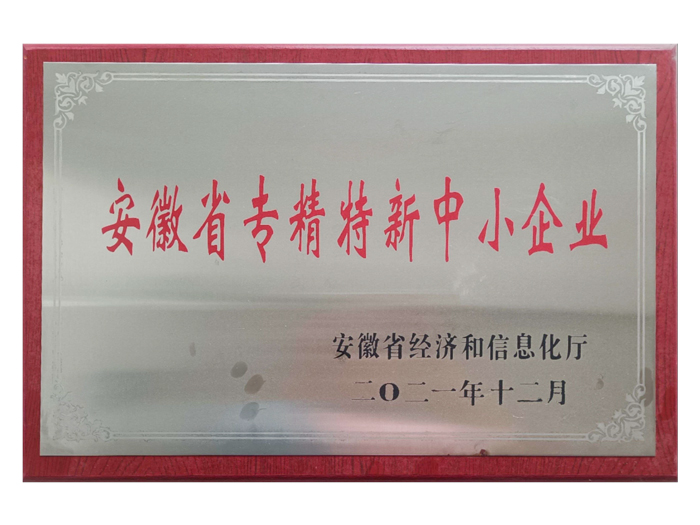 安徽省专精特新中小企业
安徽省经济和信息化厅
二〇二一年十二月